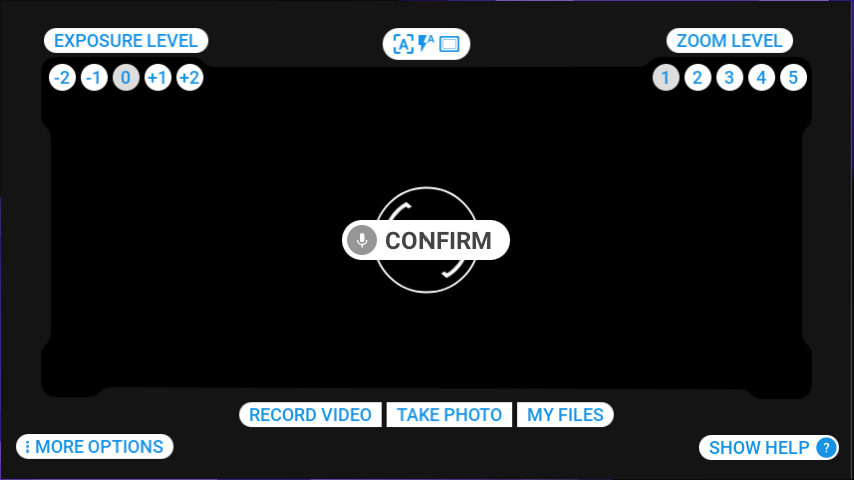 EXPOSURE LEVEL
A A
ZOOM LEVEL
-2 -1 0 +1 +2
1 2 3 4 5
CONFIRM
RECORD VIDEO TAKE PHOTO MY FILES
MORE OPTIONS
SHOW HELP ?